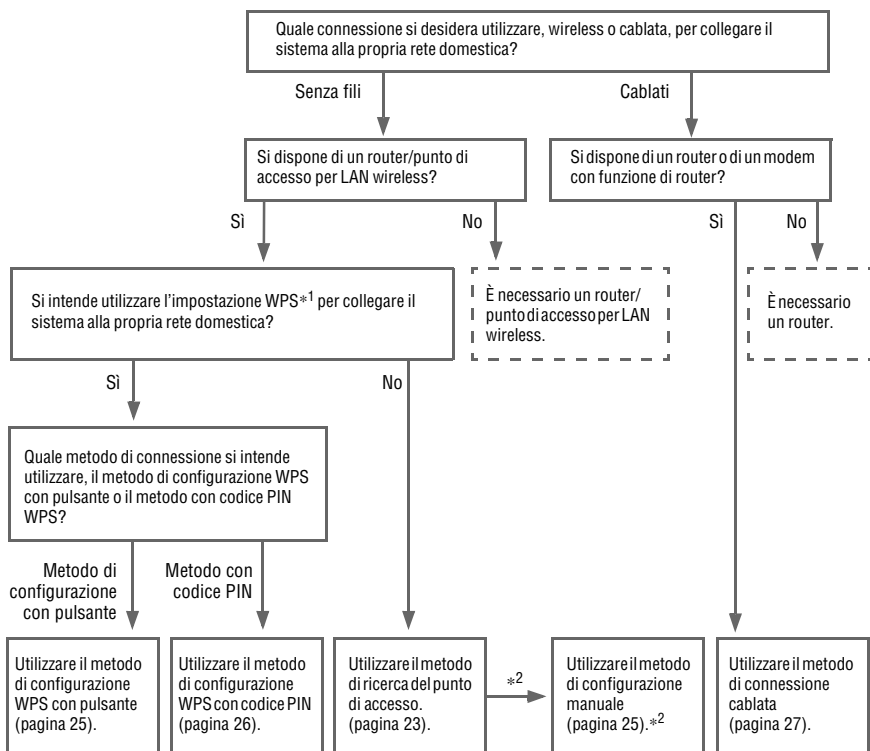 Quale connessione si desidera utilizzare, wireless o cablata, per collegare il
sistema alla propria rete domestica?
Senza fili
Cablati
Si dispone di un router/punto di
accesso per LAN wireless?
Si dispone di un router o di un modem
con funzione di router?
Sì
No
Sì
No
Si intende utilizzare l'impostazione WPS*1 per collegare il
sistema alla propria rete domestica?
È necessario un router/
punto di accesso per LAN
wireless.
È necessario
un router.
Sì
No
Quale metodo di connessione si intende
utilizzare, il metodo di configurazione WPS
con pulsante o il metodo con codice PIN
WPS?
Metodo di
configurazione
con pulsante
Metodo con
codice PIN
Utilizzare il metodo
di configurazione
WPS con pulsante
(pagina 25).
Utilizzare il metodo
di configurazione
WPS con codice PIN
(pagina 26).
Utilizzare il metodo
di ricerca del punto
di accesso.
(pagina 23).
*2
Utilizzare il metodo
di configurazione
manuale
(pagina 25).*2
Utilizzare il metodo
di connessione
cablata
(pagina 27).